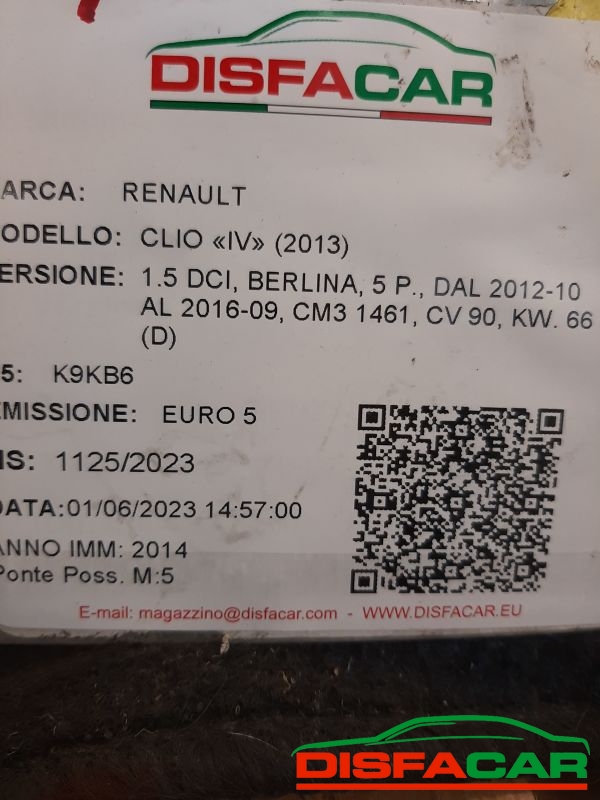 DISFACAR
ARCA: RENAULT
ODELLO: CLIO «IV» (2013)
ERSIONE: 1.5 DCI, BERLINA, 5 P., DAL 2012-10
AL 2016-09, CM3 1461, CV 90, KW. 66
(D)
5: K9KB6
EMISSIONE: EURO 5
IS: 1125/2023
DATA:01/06/2023 14:57:00
ANNO IMM: 2014
Ponte Poss. M:5
E-mail: magazzino@disfacar.com - WWW.DISFACAR.EU
DISFACAR